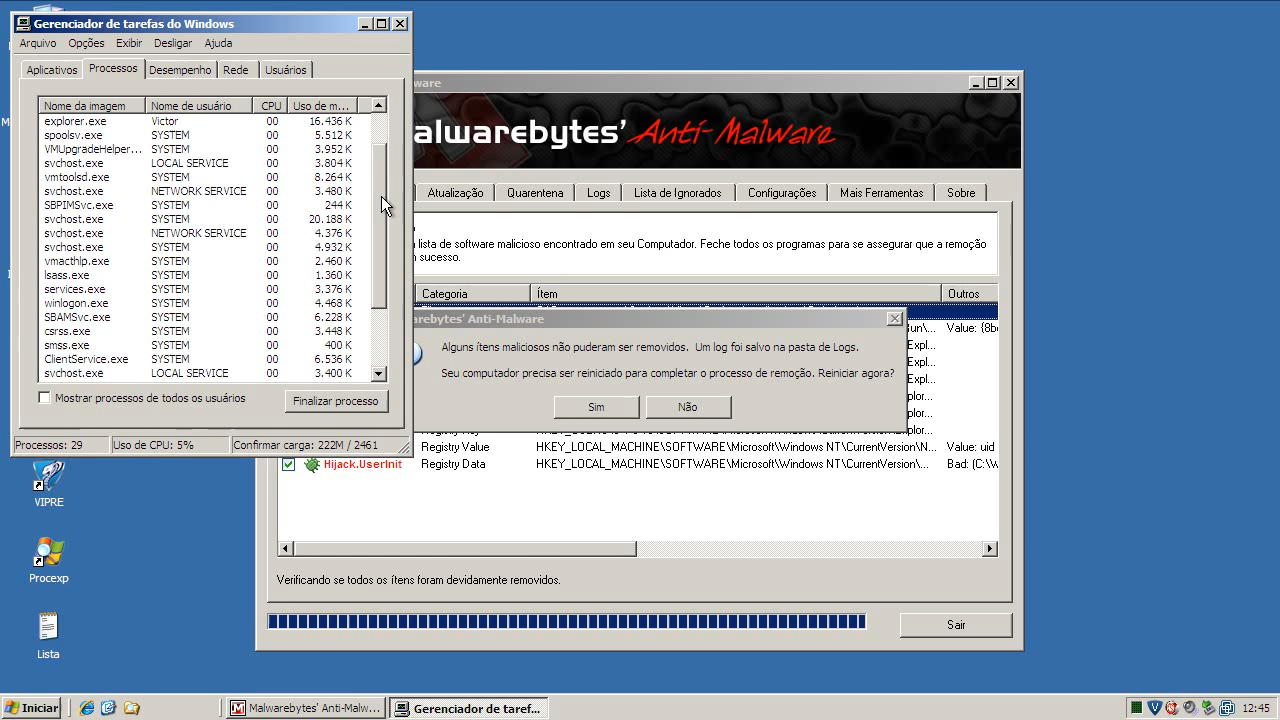 Gerenciador de tarefas do Windows
Arquivo Opções Exibir Desligar Ajuda
Aplicativos Processos Desempenho Rede Usuários
Nome da imagem Nome de usuário CPU Uso de m...
explorer.exe Victor 00 16.436 K
spoolsv.exe SYSTEM 00 5.512 K
VMUpgradeHelper... SYSTEM 00 3.952 K
svchost.exe LOCAL SERVICE 00 3.804 K
vmtoolsd.exe SYSTEM 00 8.264 K
svchost.exe NETWORK SERVICE 00 3.480 K
SBPIMSvc.exe SYSTEM 00 244 K
svchost.exe SYSTEM 00 20.188 K
svchost.exe NETWORK SERVICE 00 4.376 K
svchost.exe SYSTEM 00 4.932 K
vmacthlp.exe SYSTEM 00 2.460 K
lsass.exe SYSTEM 00 1.360 K
services.exe SYSTEM 00 3.376 K
winlogon.exe SYSTEM 00 4.468 K
SBAMSvc.exe SYSTEM 00 6.228 K
csrss.exe SYSTEM 00 3.448 K
smss.exe SYSTEM 00 400 K
ClientService.exe SYSTEM 00 6.536 K
svchost.exe LOCAL SERVICE 00 3.400 K
Mostrar processos de todos os usuários
Finalizar processo
Processos: 29 Uso de CPU: 5% Confirmar carga: 222M / 2461
ware
alwarebytes' Anti-Malware
Atualização Quarentena Logs Lista de Ignorados Configurações Mais Ferramentas Sobre
lista de software malicioso encontrado em seu Computador. Feche todos os programas para se assegurar que a remoção
sucesso.
Categoria Ítem Outros
un\... Value: {8b
Expl...
Expl...
xplor...
Explo...
xplor...
arebytes' Anti-Malware
Alguns ítens maliciosos não puderam ser removidos. Um log foi salvo na pasta de Logs.
Seu computador precisa ser reiniciado para completar o processo de remoção. Reiniciar agora?
Sim Não
Registry Value HKEY_LOCAL_MACHINE\SOFTWARE\Microsoft\Windows NT\CurrentVersion\N... Value: uid
Hijack.UserInit Registry Data HKEY_LOCAL_MACHINE\SOFTWARE\Microsoft\Windows NT\CurrentVersion\... Bad: (C:\W
Verificando se todos os ítens foram devidamente removidos.
Sair
VIPRE
Procexp
Lista
Iniciar
Malwarebytes' Anti-Malw...
Gerenciador de taref...
12:45